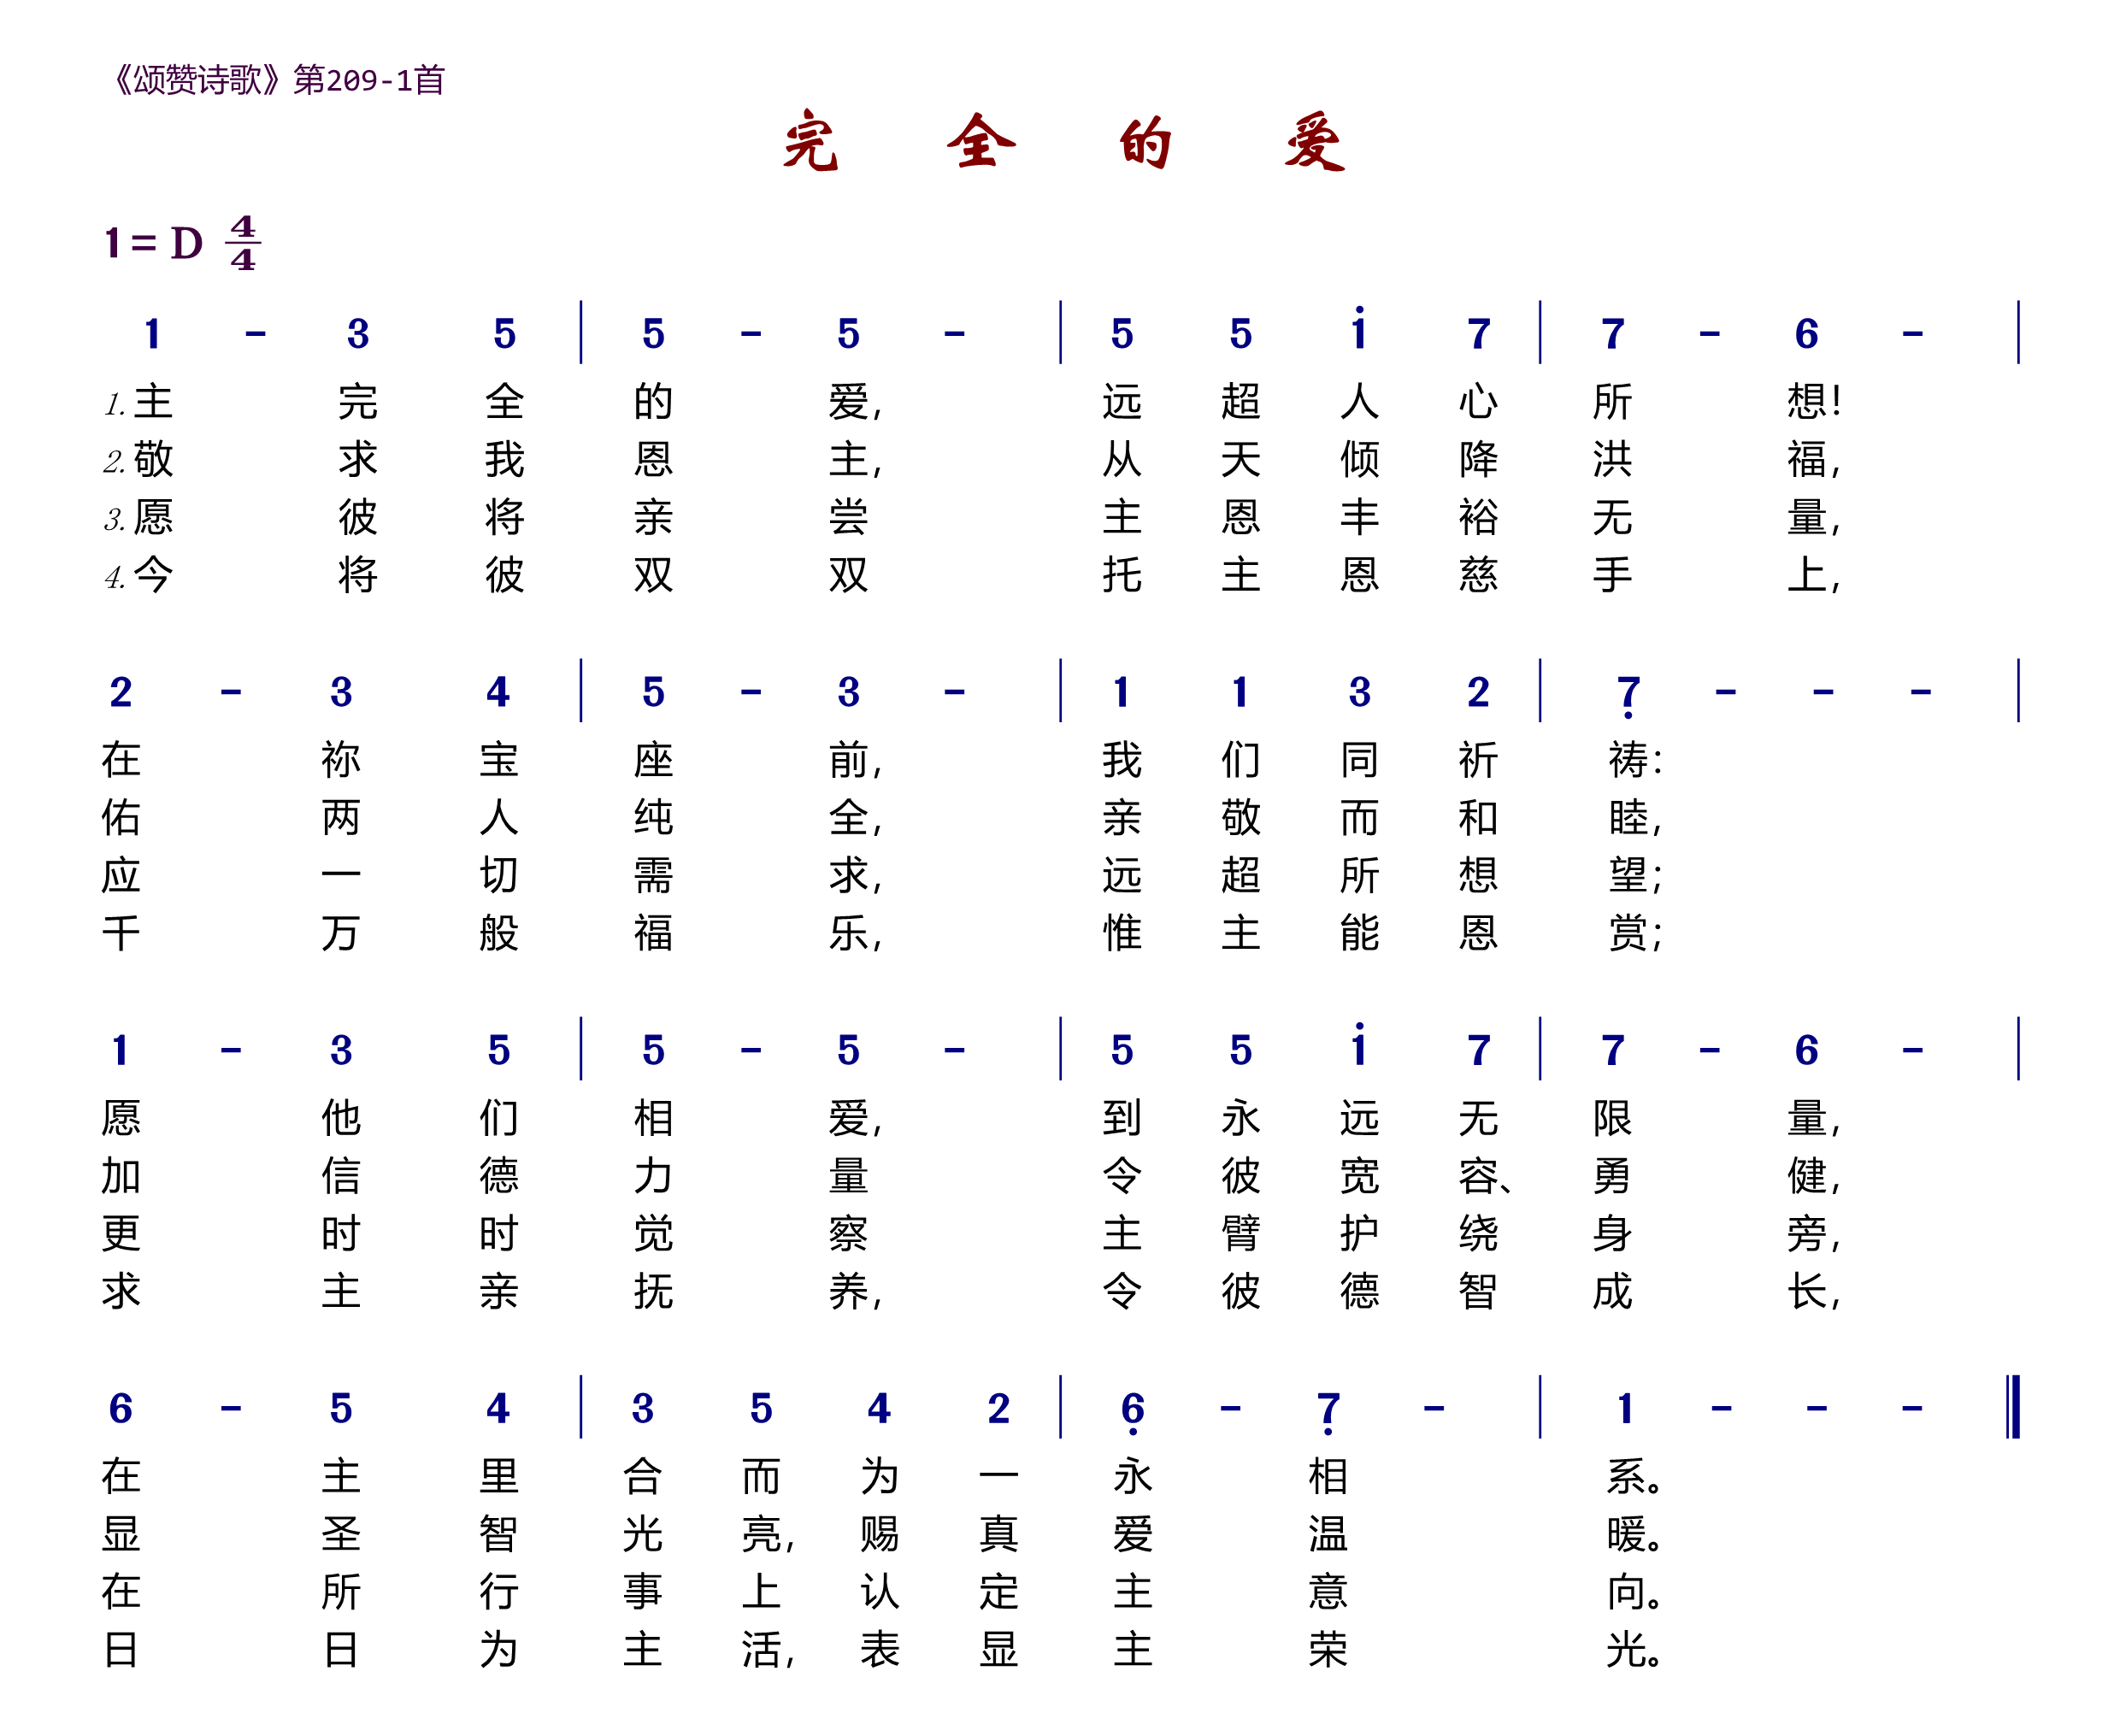 《颂赞诗歌》第209-1首
完 全 的 爱
1= D 4/4
1 - 3 5 | 5 - 5 - | 5 5 i 7 | 7 - 6 - |
1.主 完 全 的 爱, 远 超 人 心 所 想!
2.敬 求 我 恩 主, 从 天 倾 降 洪 福,
3.愿 彼 将 亲 尝 主 恩 丰 裕 无 量,
4.今 将 彼 双 双 托 主 恩 慈 手 上,
2 - 3 4 | 5 - 3 - | 1 1 3 2 | 7̣ - - - |
在 祢 宝 座 前, 我 们 同 祈 祷:
佑 两 人 纯 全, 亲 敬 而 和 睦,
应 一 切 需 求, 远 超 所 想 望;
千 万 般 福 乐, 惟 主 能 恩 赏;
1 - 3 5 | 5 - 5 - | 5 5 i 7 | 7 - 6 - |
愿 他 们 相 爱, 到 永 远 无 限 量,
加 信 德 力 量 令 彼 宽 容、 勇 健,
更 时 时 觉 察 主 臂 护 绕 身 旁,
求 主 亲 抚 养, 令 彼 德 智 成 长,
6 - 5 4 | 3 5 4 2 | 6̣ - 7̣ - | 1 - - - ‖
在 主 里 合 而 为 一 永 相 系。
显 圣 智 光 亮, 赐 真 爱 温 暖。
在 所 行 事 上 认 定 主 意 向。
日 日 为 主 活, 表 显 主 荣 光。